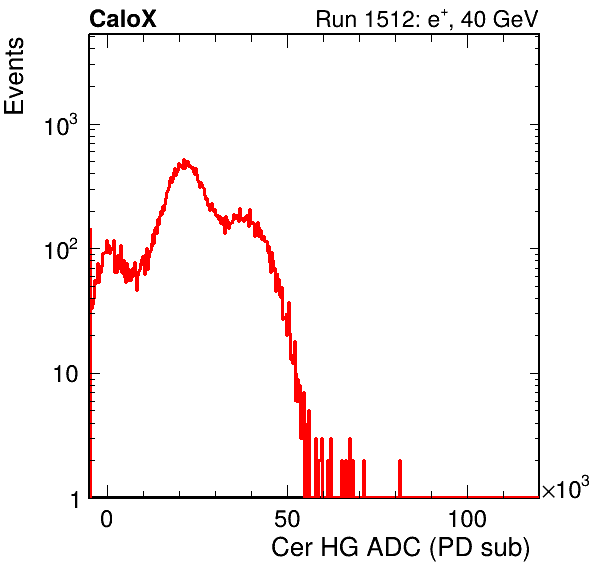 CaloX Run 1512: e⁺, 40 GeV
Events
10³
10²
10
1
0 50 100 ×10³
Cer HG ADC (PD sub)